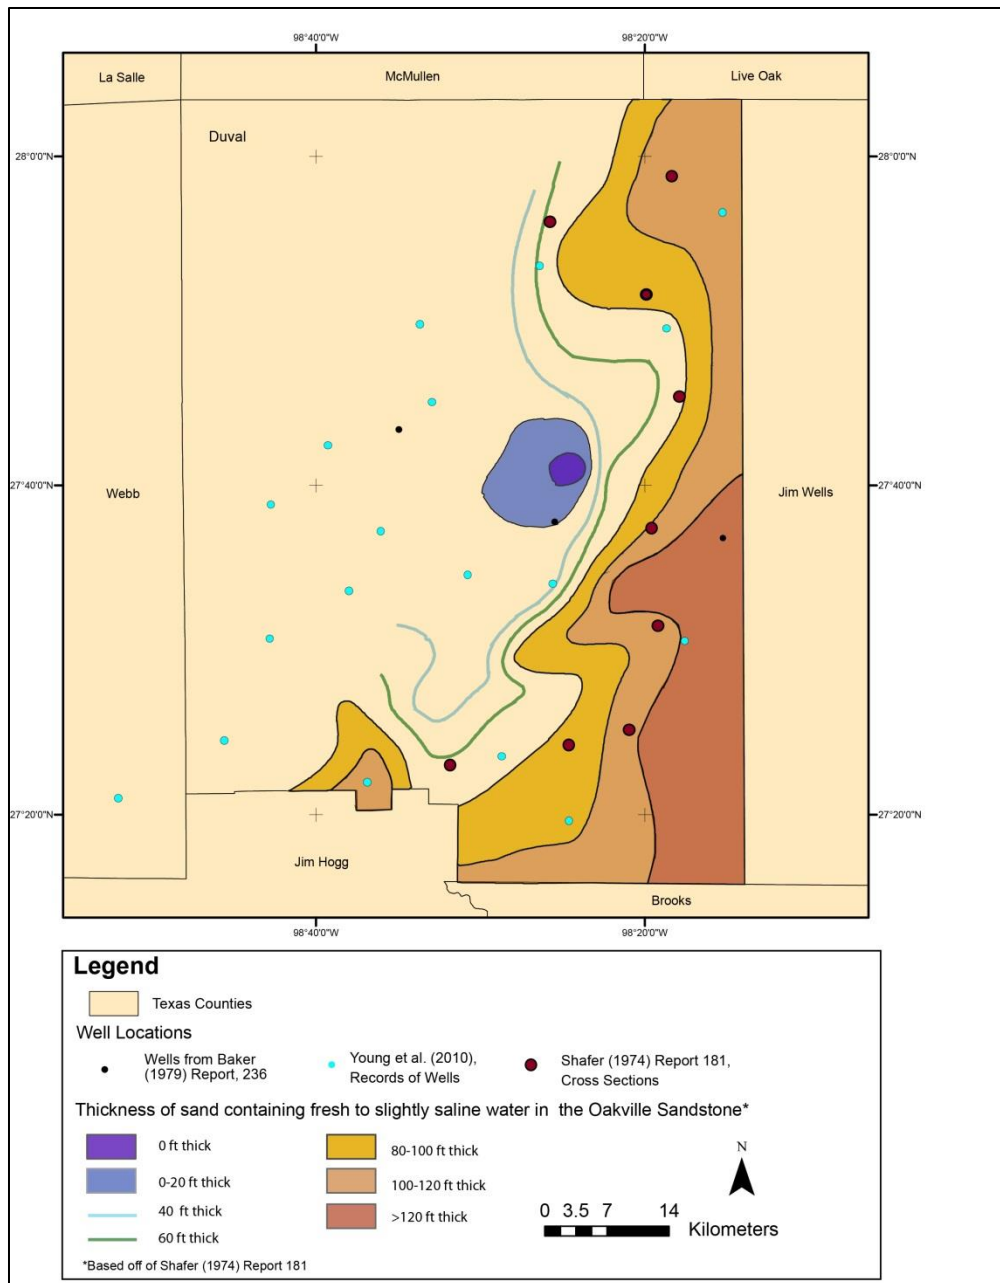 98°40'0"W 98°20'0"W
La Salle McMullen Live Oak
Duval
28°0'0"N 28°0'0"N
27°40'0"N 27°40'0"N
Webb Jim Wells
27°20'0"N 27°20'0"N
Jim Hogg
Brooks
98°40'0"W 98°20'0"W
Legend
Texas Counties
Well Locations
Wells from Baker
(1979) Report, 236
Young et al. (2010),
Records of Wells
Shafer (1974) Report 181,
Cross Sections
Thickness of sand containing fresh to slightly saline water in the Oakville Sandstone*
0 ft thick
0-20 ft thick
40 ft thick
60 ft thick
80-100 ft thick
100-120 ft thick
>120 ft thick
N
0 3.5 7 14
Kilometers
*Based off of Shafer (1974) Report 181